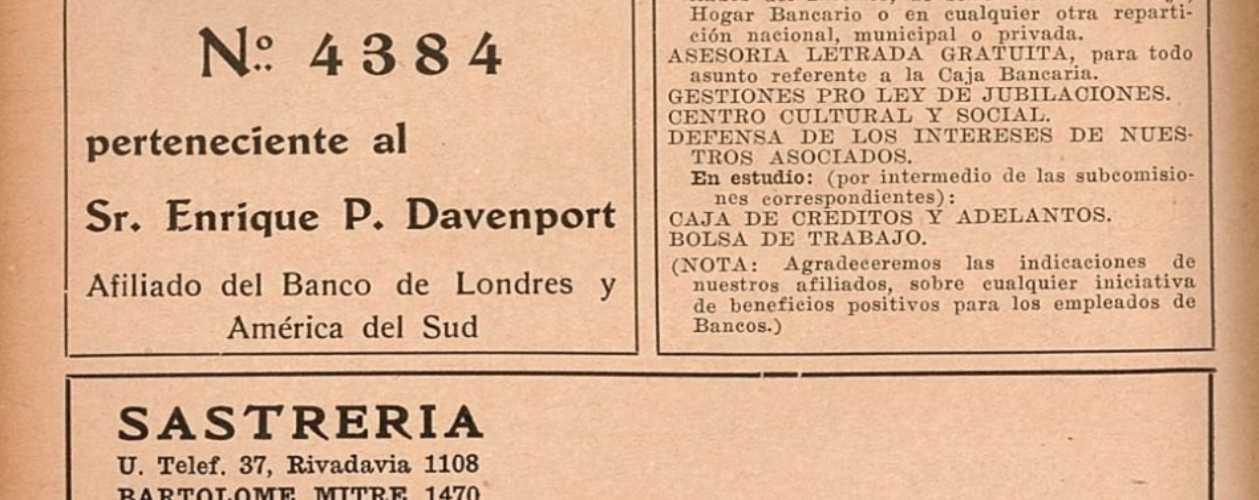 Nº: 4384
perteneciente al
Sr. Enrique P. Davenport
Afiliado del Banco de Londres y
América del Sud
Hogar Bancario o en cualquier otra reparti-
ción nacional, municipal o privada.
ASESORIA LETRADA GRATUITA, para todo
asunto referente a la Caja Bancaria.
GESTIONES PRO LEY DE JUBILACIONES.
CENTRO CULTURAL Y SOCIAL.
DEFENSA DE LOS INTERESES DE NUES-
TROS ASOCIADOS.
En estudio: (por intermedio de las subcomisio-
nes correspondientes):
CAJA DE CREDITOS Y ADELANTOS.
BOLSA DE TRABAJO.
(NOTA: Agradeceremos las indicaciones de
nuestros afiliados, sobre cualquier iniciativa
de beneficios positivos para los empleados de
Bancos.)
SASTRERIA
U. Telef. 37, Rivadavia 1108
BARTOLOME MITRE 1470